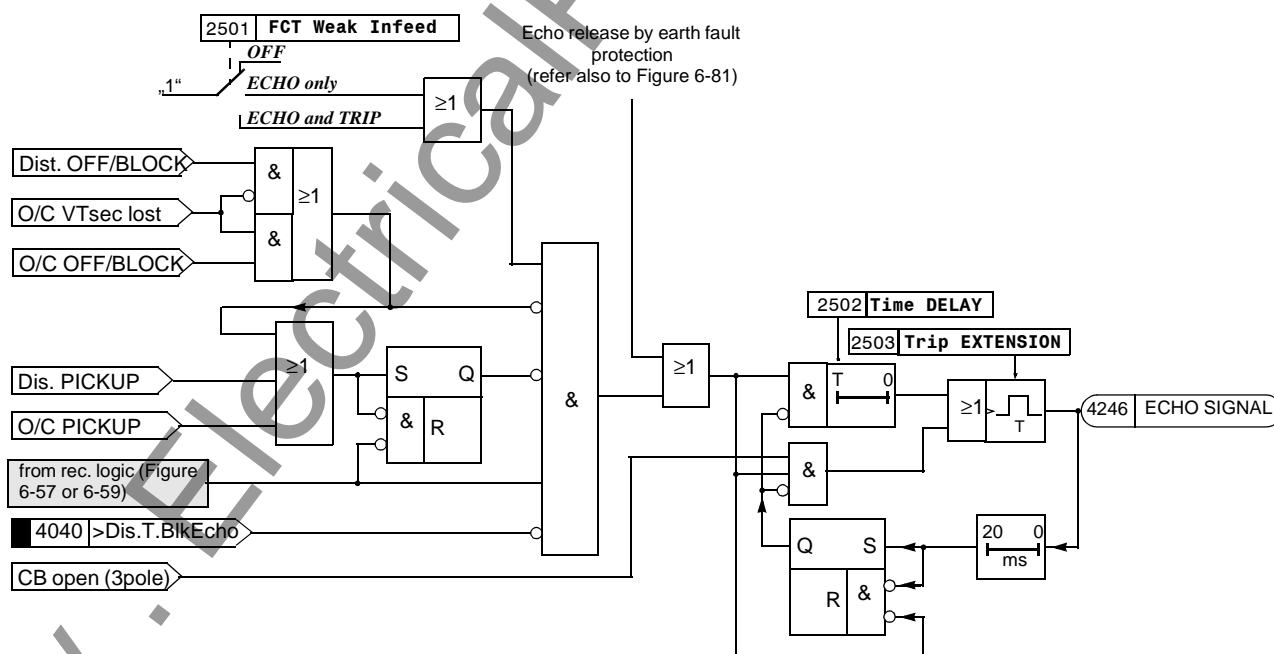 2501 FCT Weak Infeed
OFF
„1“
ECHO only
ECHO and TRIP
≥1
Echo release by earth fault
protection
(refer also to Figure 6-81)
Dist. OFF/BLOCK
O/C VTsec lost
O/C OFF/BLOCK
&
≥1
&
Dis. PICKUP
O/C PICKUP
≥1
S Q
& R
from rec. logic (Figure
6-57 or 6-59)
4040 >Dis.T.BlkEcho
CB open (3pole)
&
≥1
2502 Time DELAY
2503 Trip EXTENSION
& T 0
≥1 T
4246 ECHO SIGNAL
&
Q S
R &
20 0
ms
. Electrical